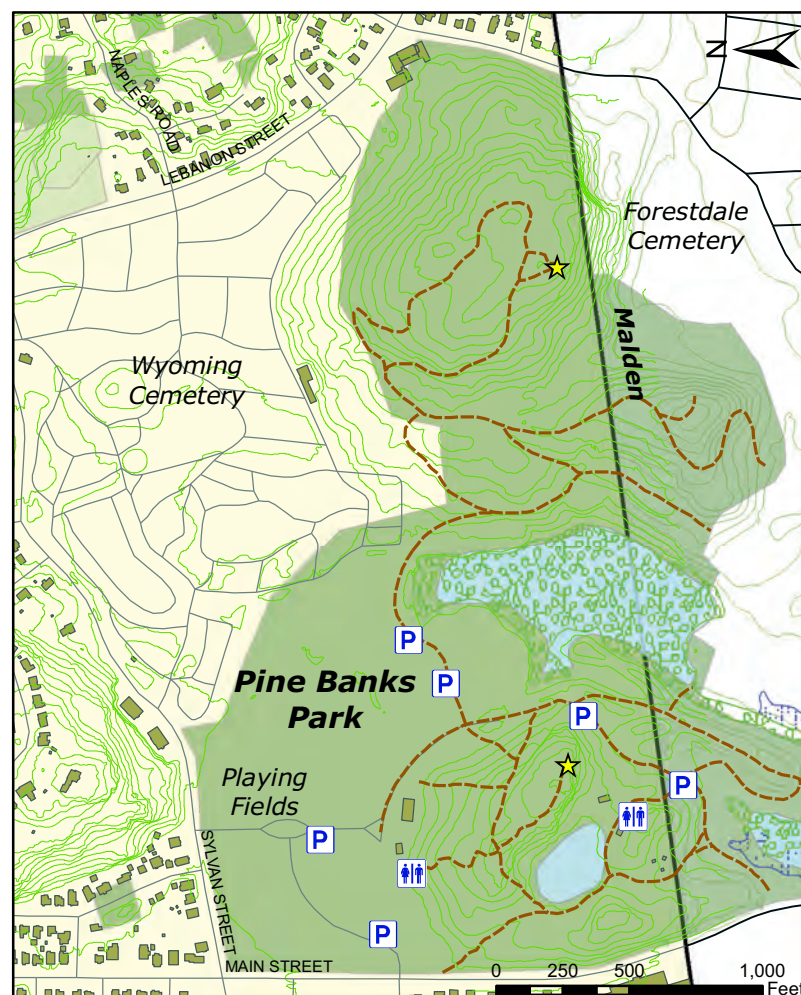 N
NAPLES ROAD
LEBANON STREET
Forestdale
Cemetery
Malden
Wyoming
Cemetery
P
P
Pine Banks
Park
P
Playing
Fields
P
P
SYLVAN STREET
P
MAIN STREET
0 250 500 1,000
Feet